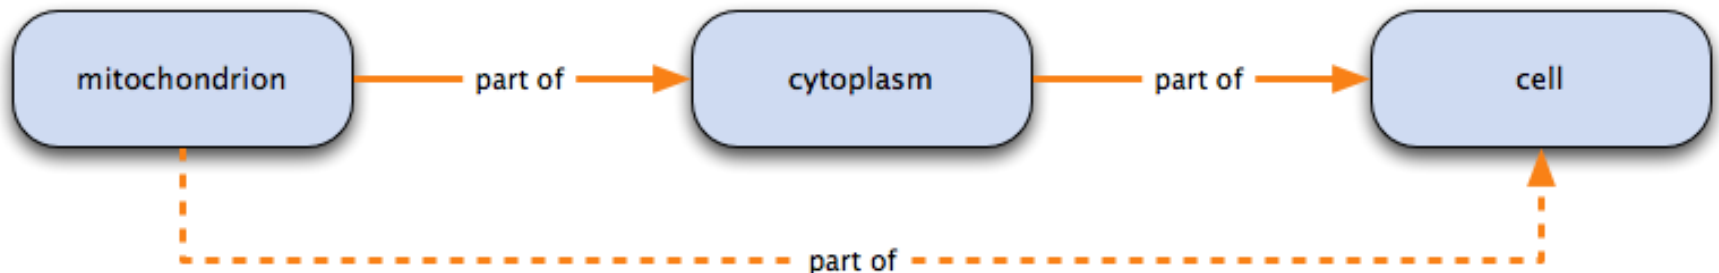 mitochondrion part of cytoplasm part of cell
part of